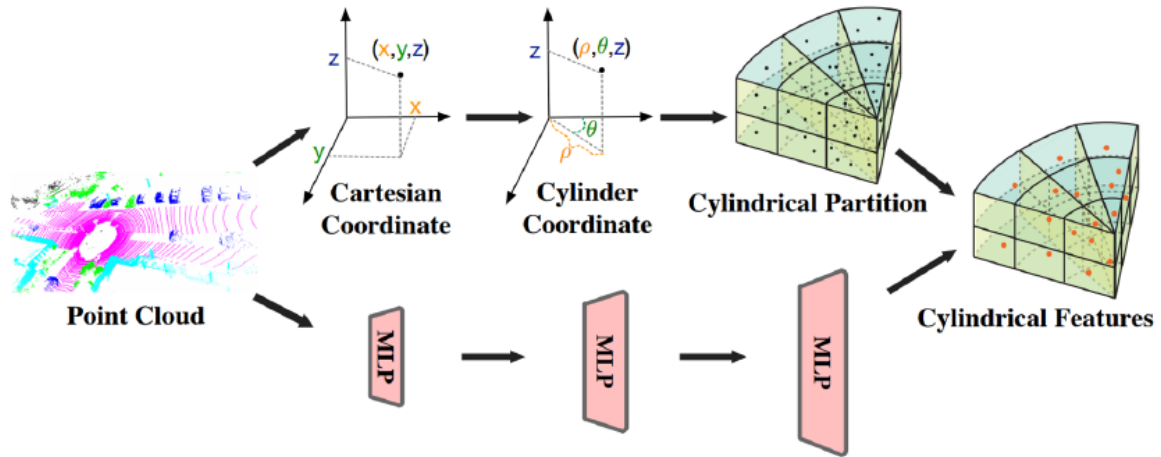 (x,y,z)
z
x
y
Cartesian
Coordinate
(ρ,θ,z)
z
θ
ρ
Cylinder
Coordinate
Cylindrical Partition
Point Cloud
MLP
MLP
MLP
Cylindrical Features